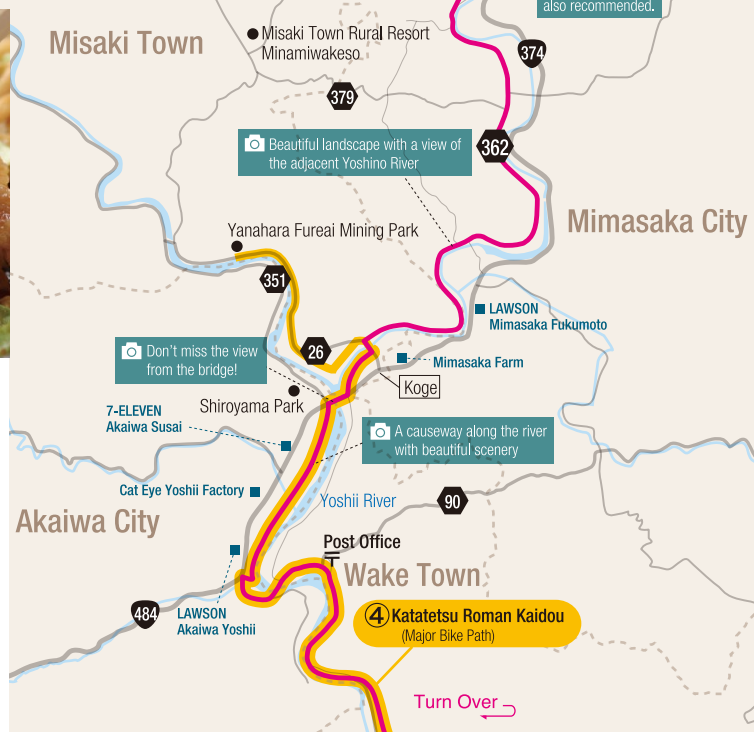 also recommended.
Misaki Town
Misaki Town Rural Resort
Minamiwakeso
374
379
Beautiful landscape with a view of
the adjacent Yoshino River
362
Mimasaka City
Yanahara Fureai Mining Park
351
LAWSON
Mimasaka Fukumoto
Don't miss the view
from the bridge!
26
Mimasaka Farm
Koge
Shiroyama Park
7-ELEVEN
Akaiwa Susai
A causeway along the river
with beautiful scenery
Cat Eye Yoshii Factory
Yoshii River
90
Akaiwa City
Post Office
〒
Wake Town
484
LAWSON
Akaiwa Yoshii
④ Katatetsu Roman Kaidou
(Major Bike Path)
Turn Over